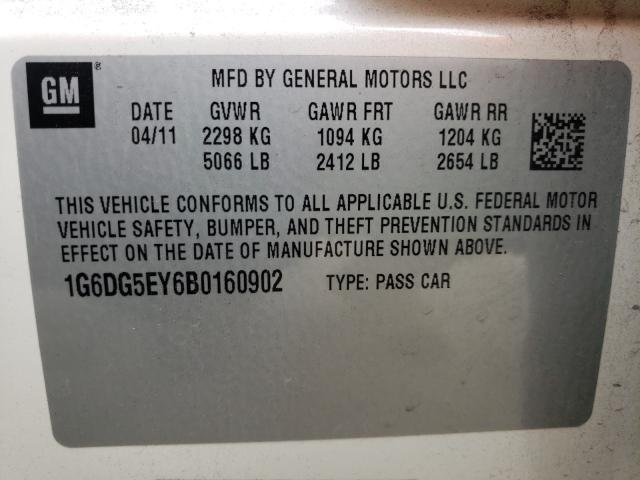 GM ® MFD BY GENERAL MOTORS LLC
DATE GVWR GAWR FRT GAWR RR
04/11 2298 KG 1094 KG 1204 KG
5066 LB 2412 LB 2654 LB
THIS VEHICLE CONFORMS TO ALL APPLICABLE U.S. FEDERAL MOTOR
VEHICLE SAFETY, BUMPER, AND THEFT PREVENTION STANDARDS IN
EFFECT ON THE DATE OF MANUFACTURE SHOWN ABOVE.
1G6DG5EY6B0160902 TYPE: PASS CAR